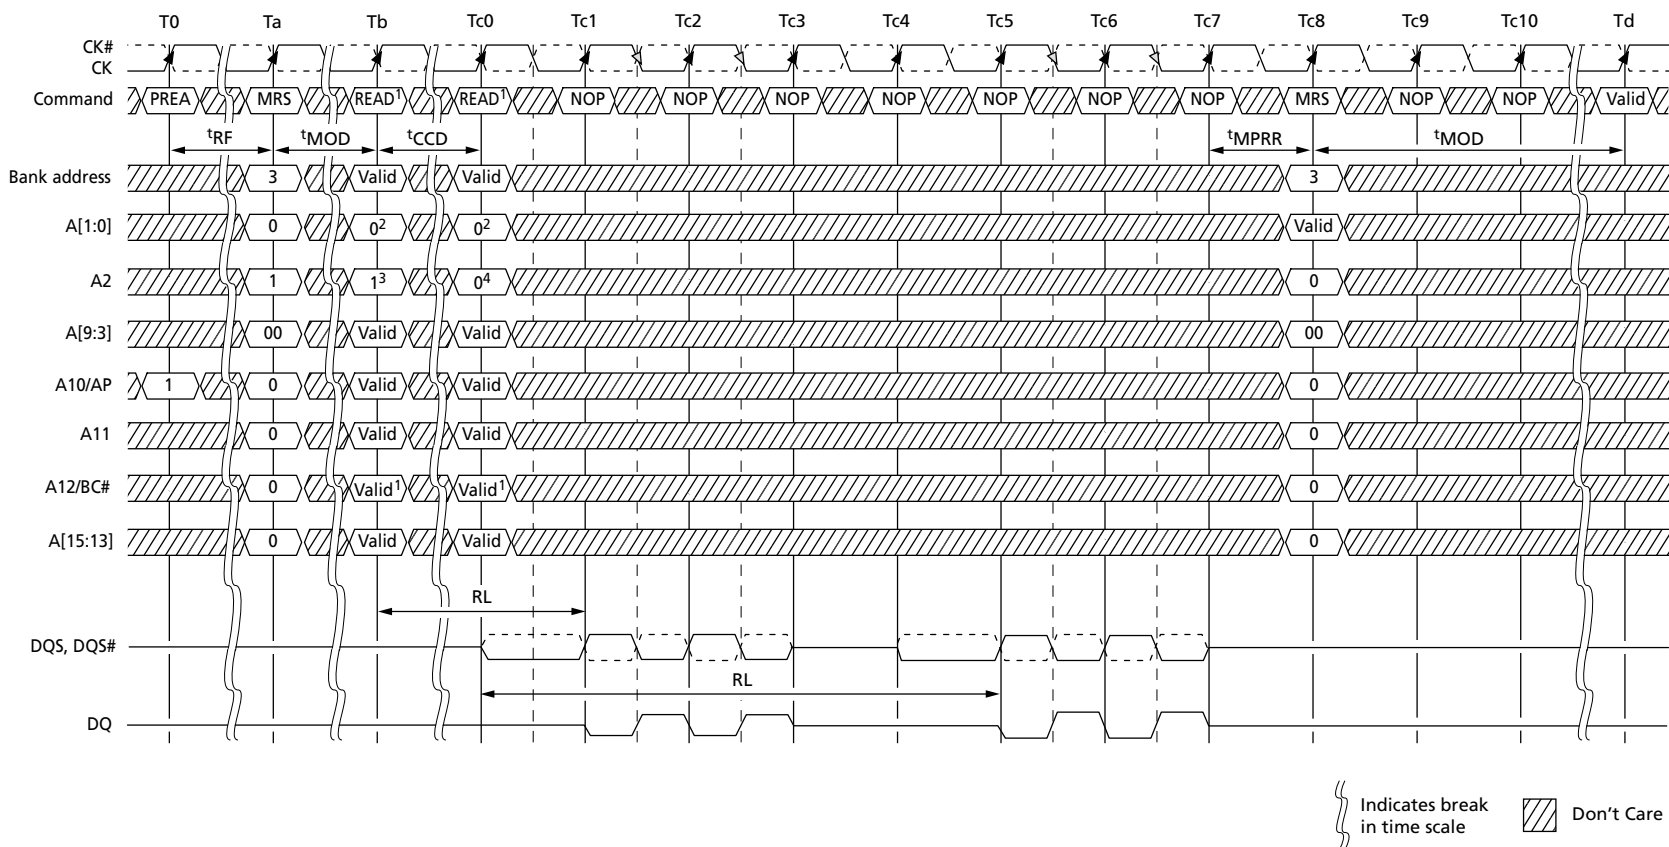 T0 Ta Tb Tc0 Tc1 Tc2 Tc3 Tc4 Tc5 Tc6 Tc7 Tc8 Tc9 Tc10 Td
CK#
CK
Command PREA MRS READ1 READ1 NOP NOP NOP NOP NOP NOP NOP MRS NOP NOP Valid
tRF tMOD tCCD tMPRR tMOD
Bank address 3 Valid Valid 3
A[1:0] 0 02 02 Valid
A2 1 13 04 0
A[9:3] 00 Valid Valid 00
A10/AP 1 0 Valid Valid 0
A11 0 Valid Valid 0
A12/BC# 0 Valid1 Valid1 0
A[15:13] 0 Valid Valid 0
RL
DQS, DQS#
RL
DQ
Indicates break
in time scale
Don't Care